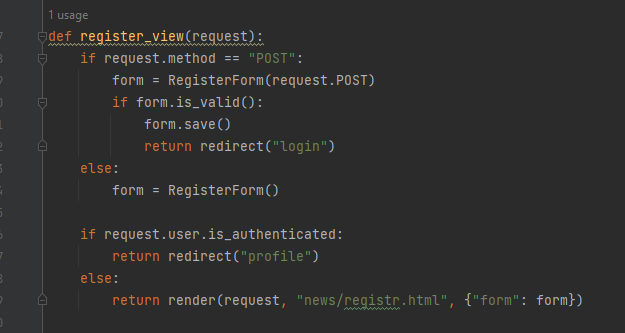 1 usage
def register_view(request):
if request.method == "POST":
form = RegisterForm(request.POST)
if form.is_valid():
form.save()
return redirect("login")
else:
form = RegisterForm()
if request.user.is_authenticated:
return redirect("profile")
else:
return render(request, "news/registr.html", {"form": form})